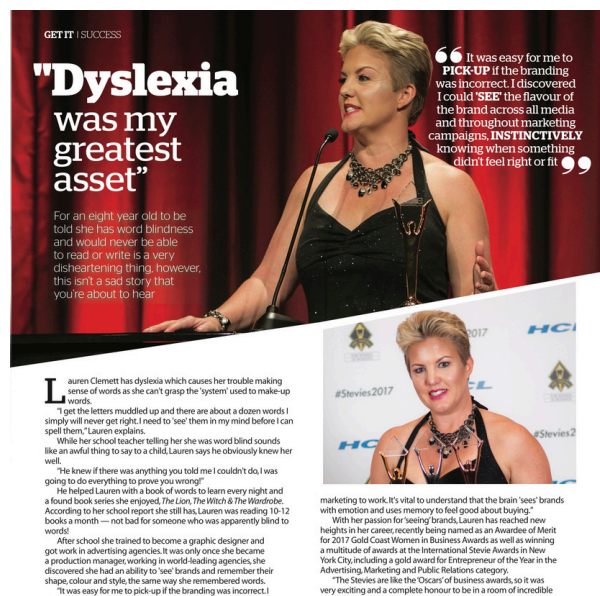 GET IT | SUCCESS
"Dyslexia
was my
greatest
asset”
For an eight year old to be
told she has word blindness
and would never be able
to read or write is a very
disheartening thing, however,
this isn't a sad story that
you're about to hear
“ It was easy for me to
PICK-UP if the branding
was incorrect. I discovered
I could 'SEE' the flavour of
the brand across all media
and throughout marketing
campaigns, INSTINCTIVELY
knowing when something
didn't feel right or fit ”
Lauren Clemett has dyslexia which causes her trouble making
sense of words as she can't grasp the 'system' used to make-up
words.
"I get the letters muddled up and there are about a dozen words I
simply will never get right. I need to 'see' them in my mind before I can
spell them," Lauren explains.
While her school teacher telling her she was word blind sounds
like an awful thing to say to a child, Lauren says he obviously knew her
well.
"He knew if there was anything you told me I couldn't do, I was
going to do everything to prove you wrong!"
He helped Lauren with a book of words to learn every night and
a found book series she enjoyed, The Lion, The Witch & The Wardrobe.
According to her school report she still has, Lauren was reading 10-12
books a month — not bad for someone who was apparently blind to
words!
After school she trained to become a graphic designer and
got work in advertising agencies. It was only once she became
a production manager, working in world-leading agencies, she
discovered she had an ability to 'see' brands and remember their
shape, colour and style, the same way she remembered words.
"It was easy for me to pick-if the branding was incorrect. I
2017
HCL
#Stevies2017
CL
#Stevies2
HC
marketing to work. It's vital to understand that the brain 'sees' brands
with emotion and uses memory to feel good about buying."
With her passion for 'seeing' brands, Lauren has reached new
heights in her career, recently being named as an Awardee of Merit
for 2017 Gold Coast Women in Business Awards as well as winning
a multitude of awards at the International Stevie Awards in New
York City, including a gold award for Entrepreneur of the Year in the
Advertising, Marketing and Public Relations category.
"The Stevies are like the 'Oscars' of business awards, so it was
very exciting and a complete honour to be in a room of incredible